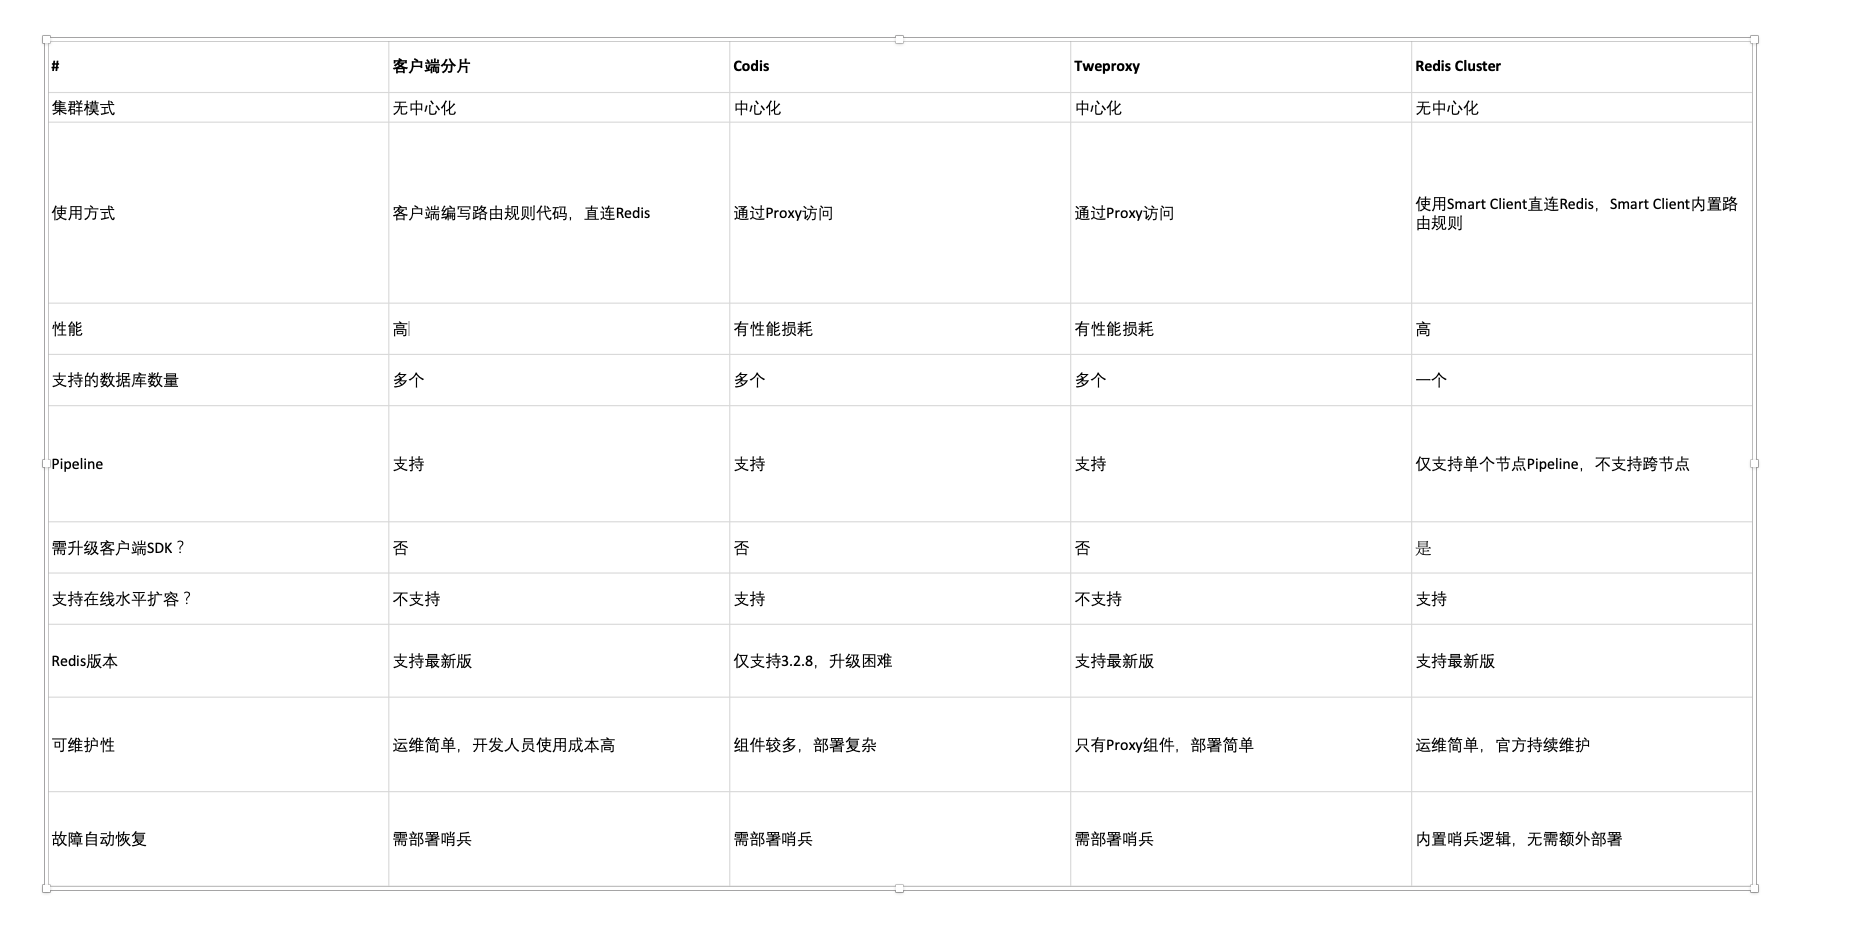 # 客户端分片 Codis Tweproxy Redis Cluster
集群模式 无中心化 中心化 中心化 无中心化
使用方式 客户端编写路由规则代码，直连Redis 通过Proxy访问 通过Proxy访问 使用Smart Client直连Redis，Smart Client内置路
由规则
性能 高 有性能损耗 有性能损耗 高
支持的数据库数量 多个 多个 多个 一个
Pipeline 支持 支持 支持 仅支持单个节点Pipeline，不支持跨节点
需升级客户端SDK？ 否 否 否 是
支持在线水平扩容？ 不支持 支持 不支持 支持
Redis版本 支持最新版 仅支持3.2.8，升级困难 支持最新版 支持最新版
可维护性 运维简单，开发人员使用成本高 组件较多，部署复杂 只有Proxy组件，部署简单 运维简单，官方持续维护
故障自动恢复 需部署哨兵 需部署哨兵 需部署哨兵 内置哨兵逻辑，无需额外部署